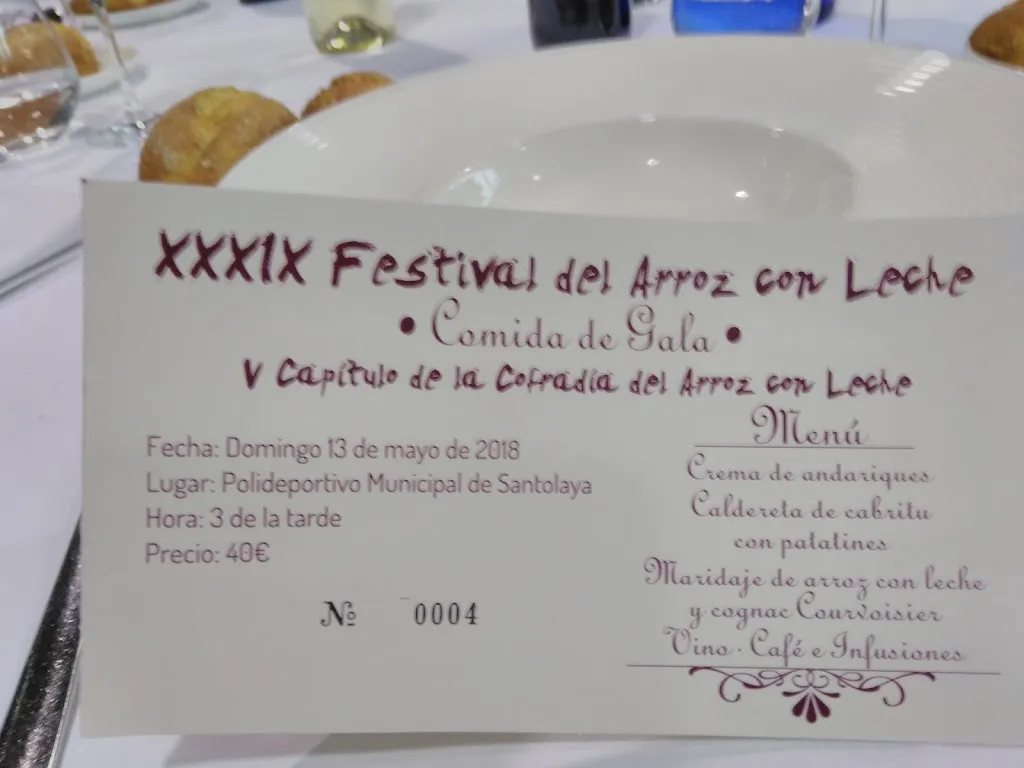 XXXIX Festival del Arroz con Leche
• Comida de Gala •
V Capítulo de la Cofradía del Arroz con Leche
Fecha: Domingo 13 de mayo de 2018
Lugar: Polideportivo Municipal de Santolaya
Hora: 3 de la tarde
Precio: 40€
Nº 0004
Menú
Crema de andariques
Caldereta de cabritu
con patatines
Maridaje de arroz con leche
y cognac Courvoisier
Vino · Café e Infusiones